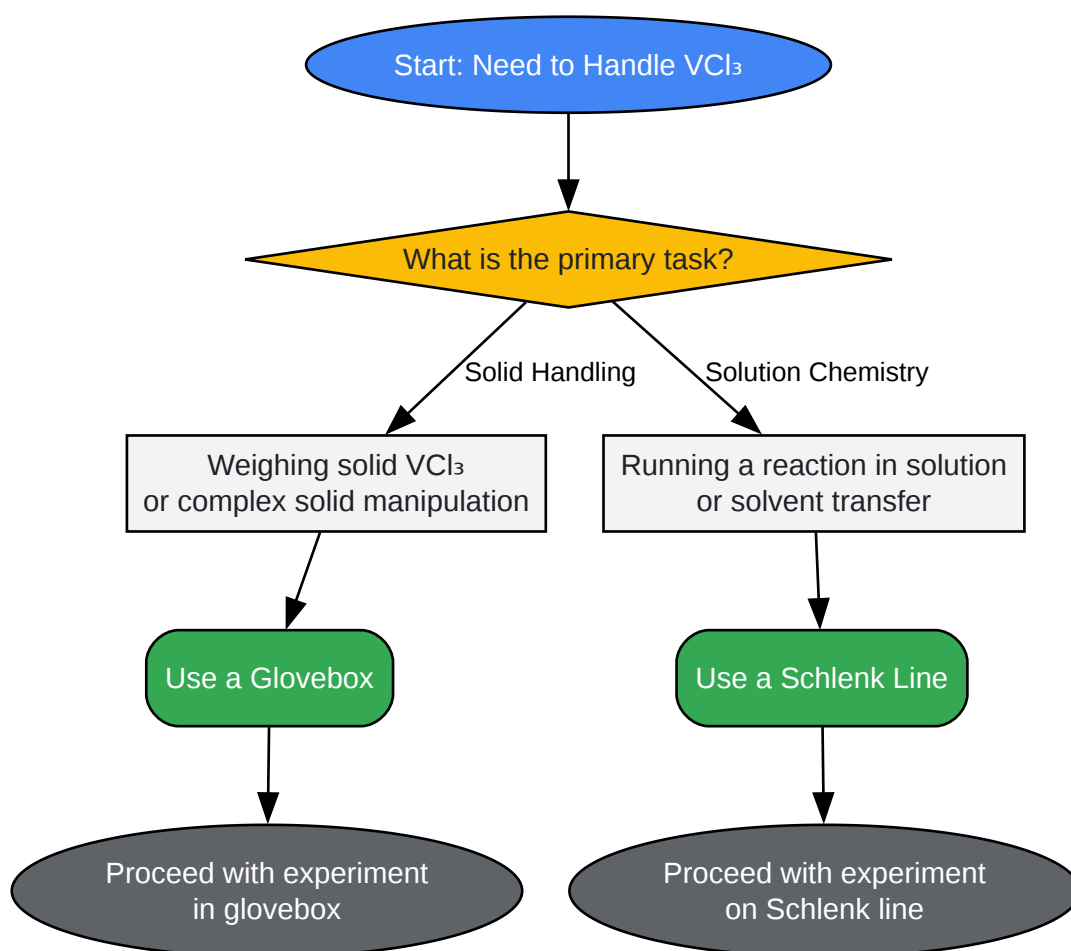 Start: Need to Handle VCl₃
What is the primary task?
Solid Handling
Solution Chemistry
Weighing solid VCl₃
or complex solid manipulation
Running a reaction in solution
or solvent transfer
Use a Glovebox
Use a Schlenk Line
Proceed with experiment
in glovebox
Proceed with experiment
on Schlenk line